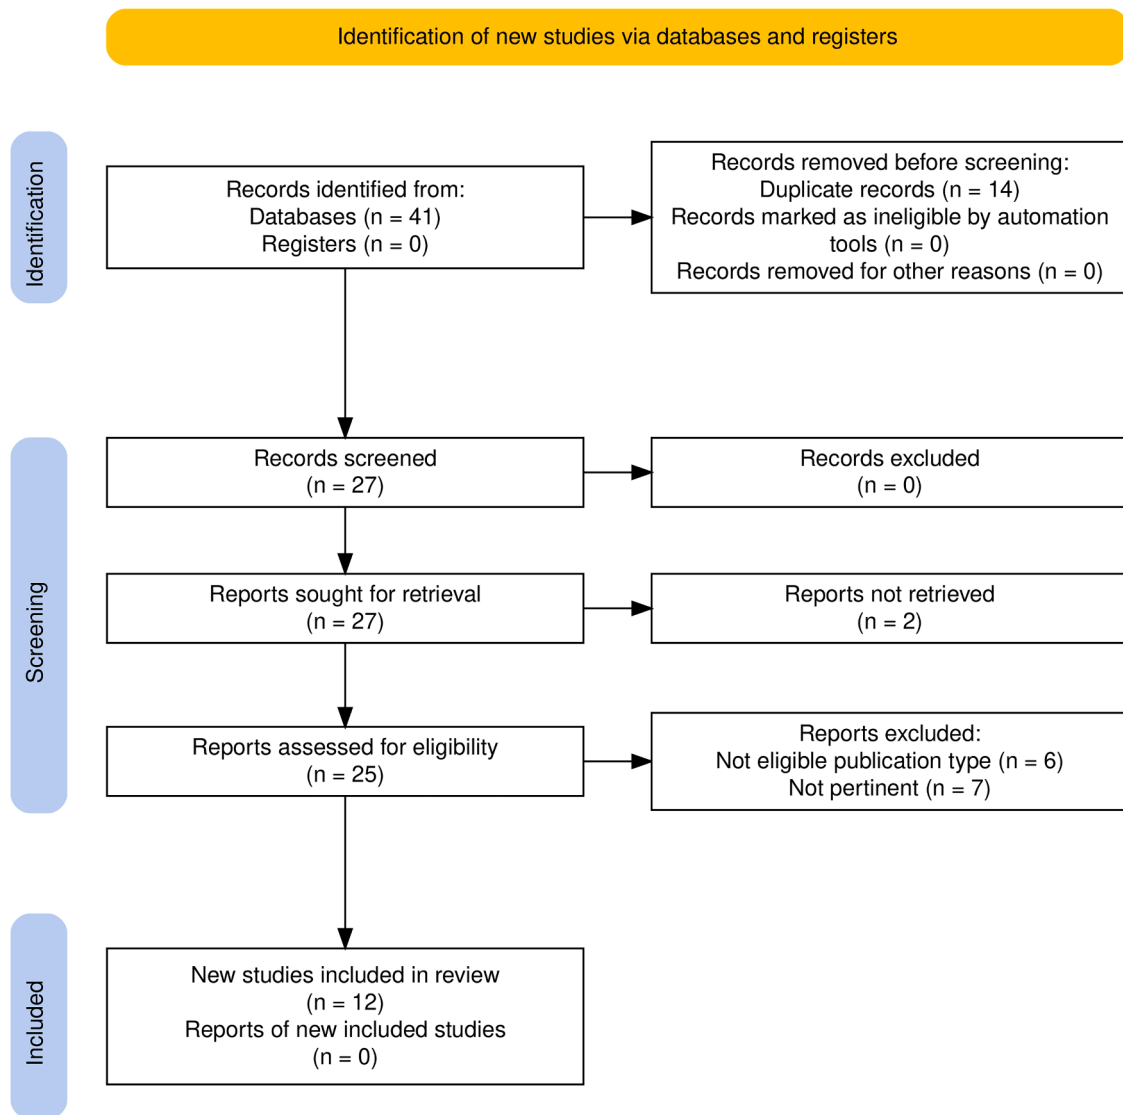 Identification of new studies via databases and registers
Identification
Records identified from:
Databases (n = 41)
Registers (n = 0)
Records removed before screening:
Duplicate records (n = 14)
Records marked as ineligible by automation
tools (n = 0)
Records removed for other reasons (n = 0)
Screening
Records screened
(n = 27)
Records excluded
(n = 0)
Reports sought for retrieval
(n = 27)
Reports not retrieved
(n = 2)
Reports assessed for eligibility
(n = 25)
Reports excluded:
Not eligible publication type (n = 6)
Not pertinent (n = 7)
Included
New studies included in review
(n = 12)
Reports of new included studies
(n = 0)